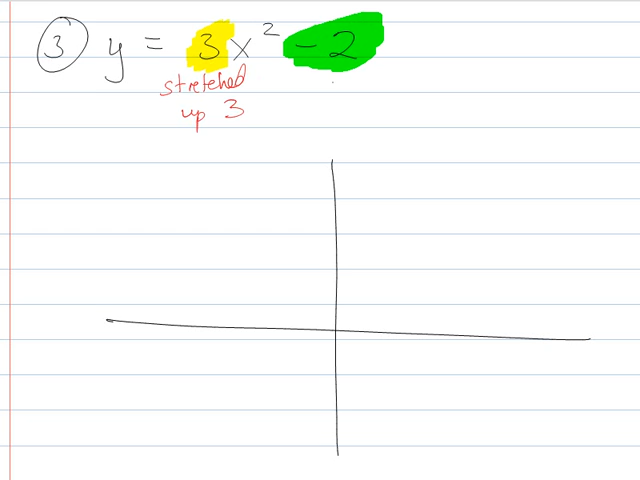 3 y = 3x² - 2
stretched
up 3